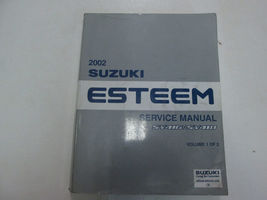 2002
SUZUKI
ESTEEM
SERVICE MANUAL
VOLUME 1 OF 2
SUZUKI